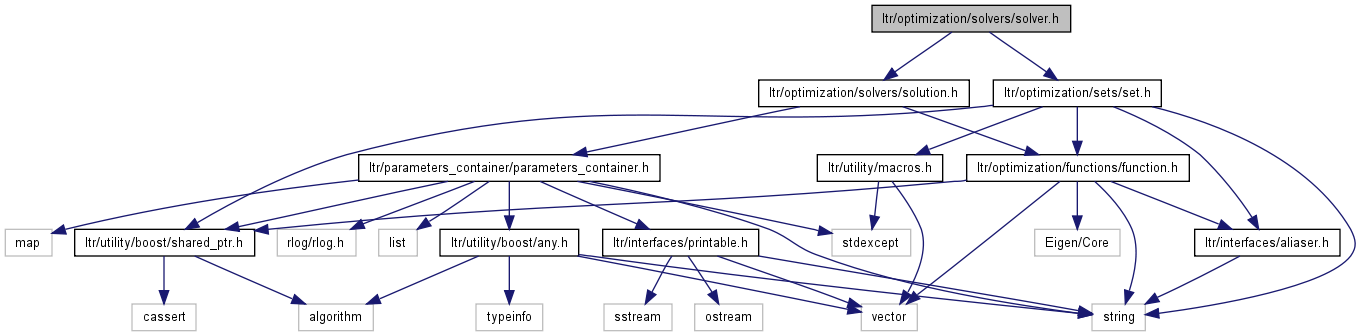 ltr/optimization/solvers/solver.h
ltr/optimization/solvers/solution.h
ltr/optimization/sets/set.h
ltr/parameters_container/parameters_container.h
ltr/utility/macros.h
ltr/optimization/functions/function.h
map
ltr/utility/boost/shared_ptr.h
rlog/rlog.h
list
ltr/utility/boost/any.h
ltr/interfaces/printable.h
stdexcept
Eigen/Core
ltr/interfaces/aliaser.h
cassert
algorithm
typeinfo
sstream
ostream
vector
string